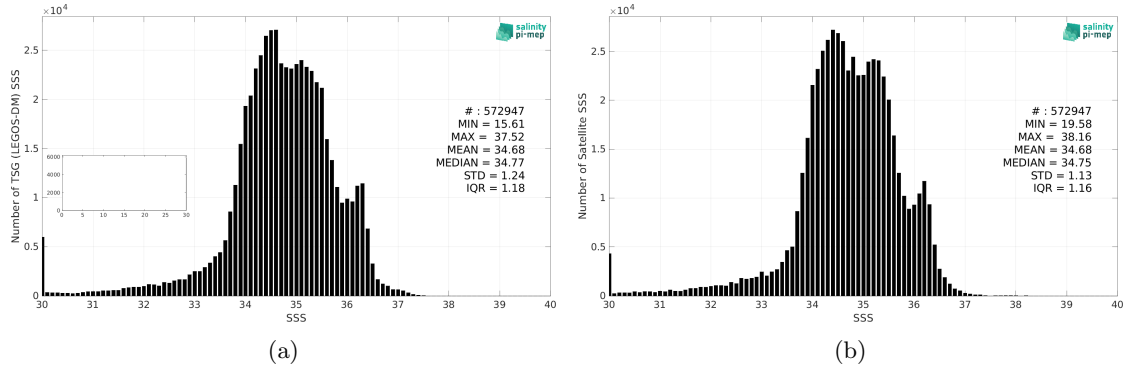 ×10⁴
salinity
pi-mep
2.5
2
1.5
1
0.5
0
Number of TSG (LEGOS-DM) SSS
# : 572947
MIN = 15.61
MAX = 37.52
MEAN = 34.68
MEDIAN = 34.77
STD = 1.24
IQR = 1.18
6000
4000
0
0 5 10 15 20 25 30
30 31 32 33 34 35 36 37 38 39 40
SSS
(a)
×10⁴
salinity
pi-mep
2.5
2
1.5
1
0.5
0
Number of Satellite SSS
# : 572947
MIN = 19.58
MAX = 38.16
MEAN = 34.68
MEDIAN = 34.75
STD = 1.13
IQR = 1.16
30 31 32 33 34 35 36 37 38 39 40
SSS
(b)